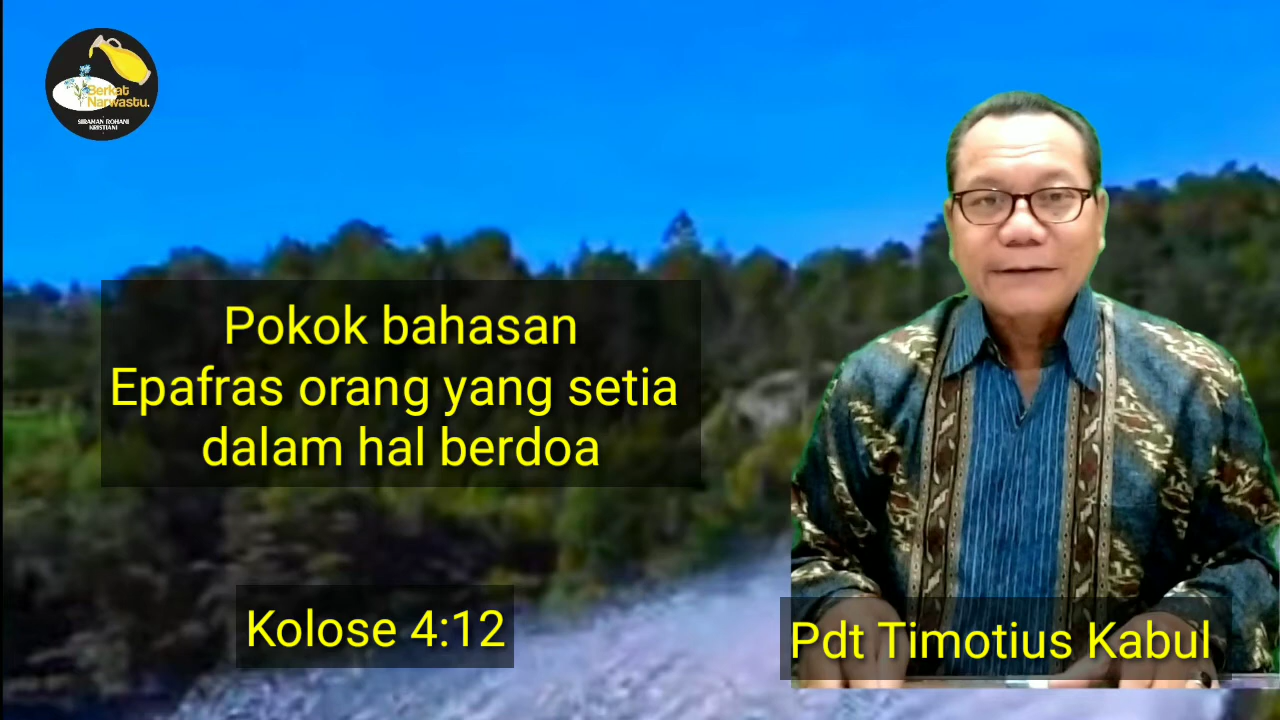 Berkat
Narwastu.
SIRAMAN ROHANI
KRISTIANI
Pokok bahasan
Epafras orang yang setia
dalam hal berdoa
Kolose 4:12
Pdt Timotius Kabul